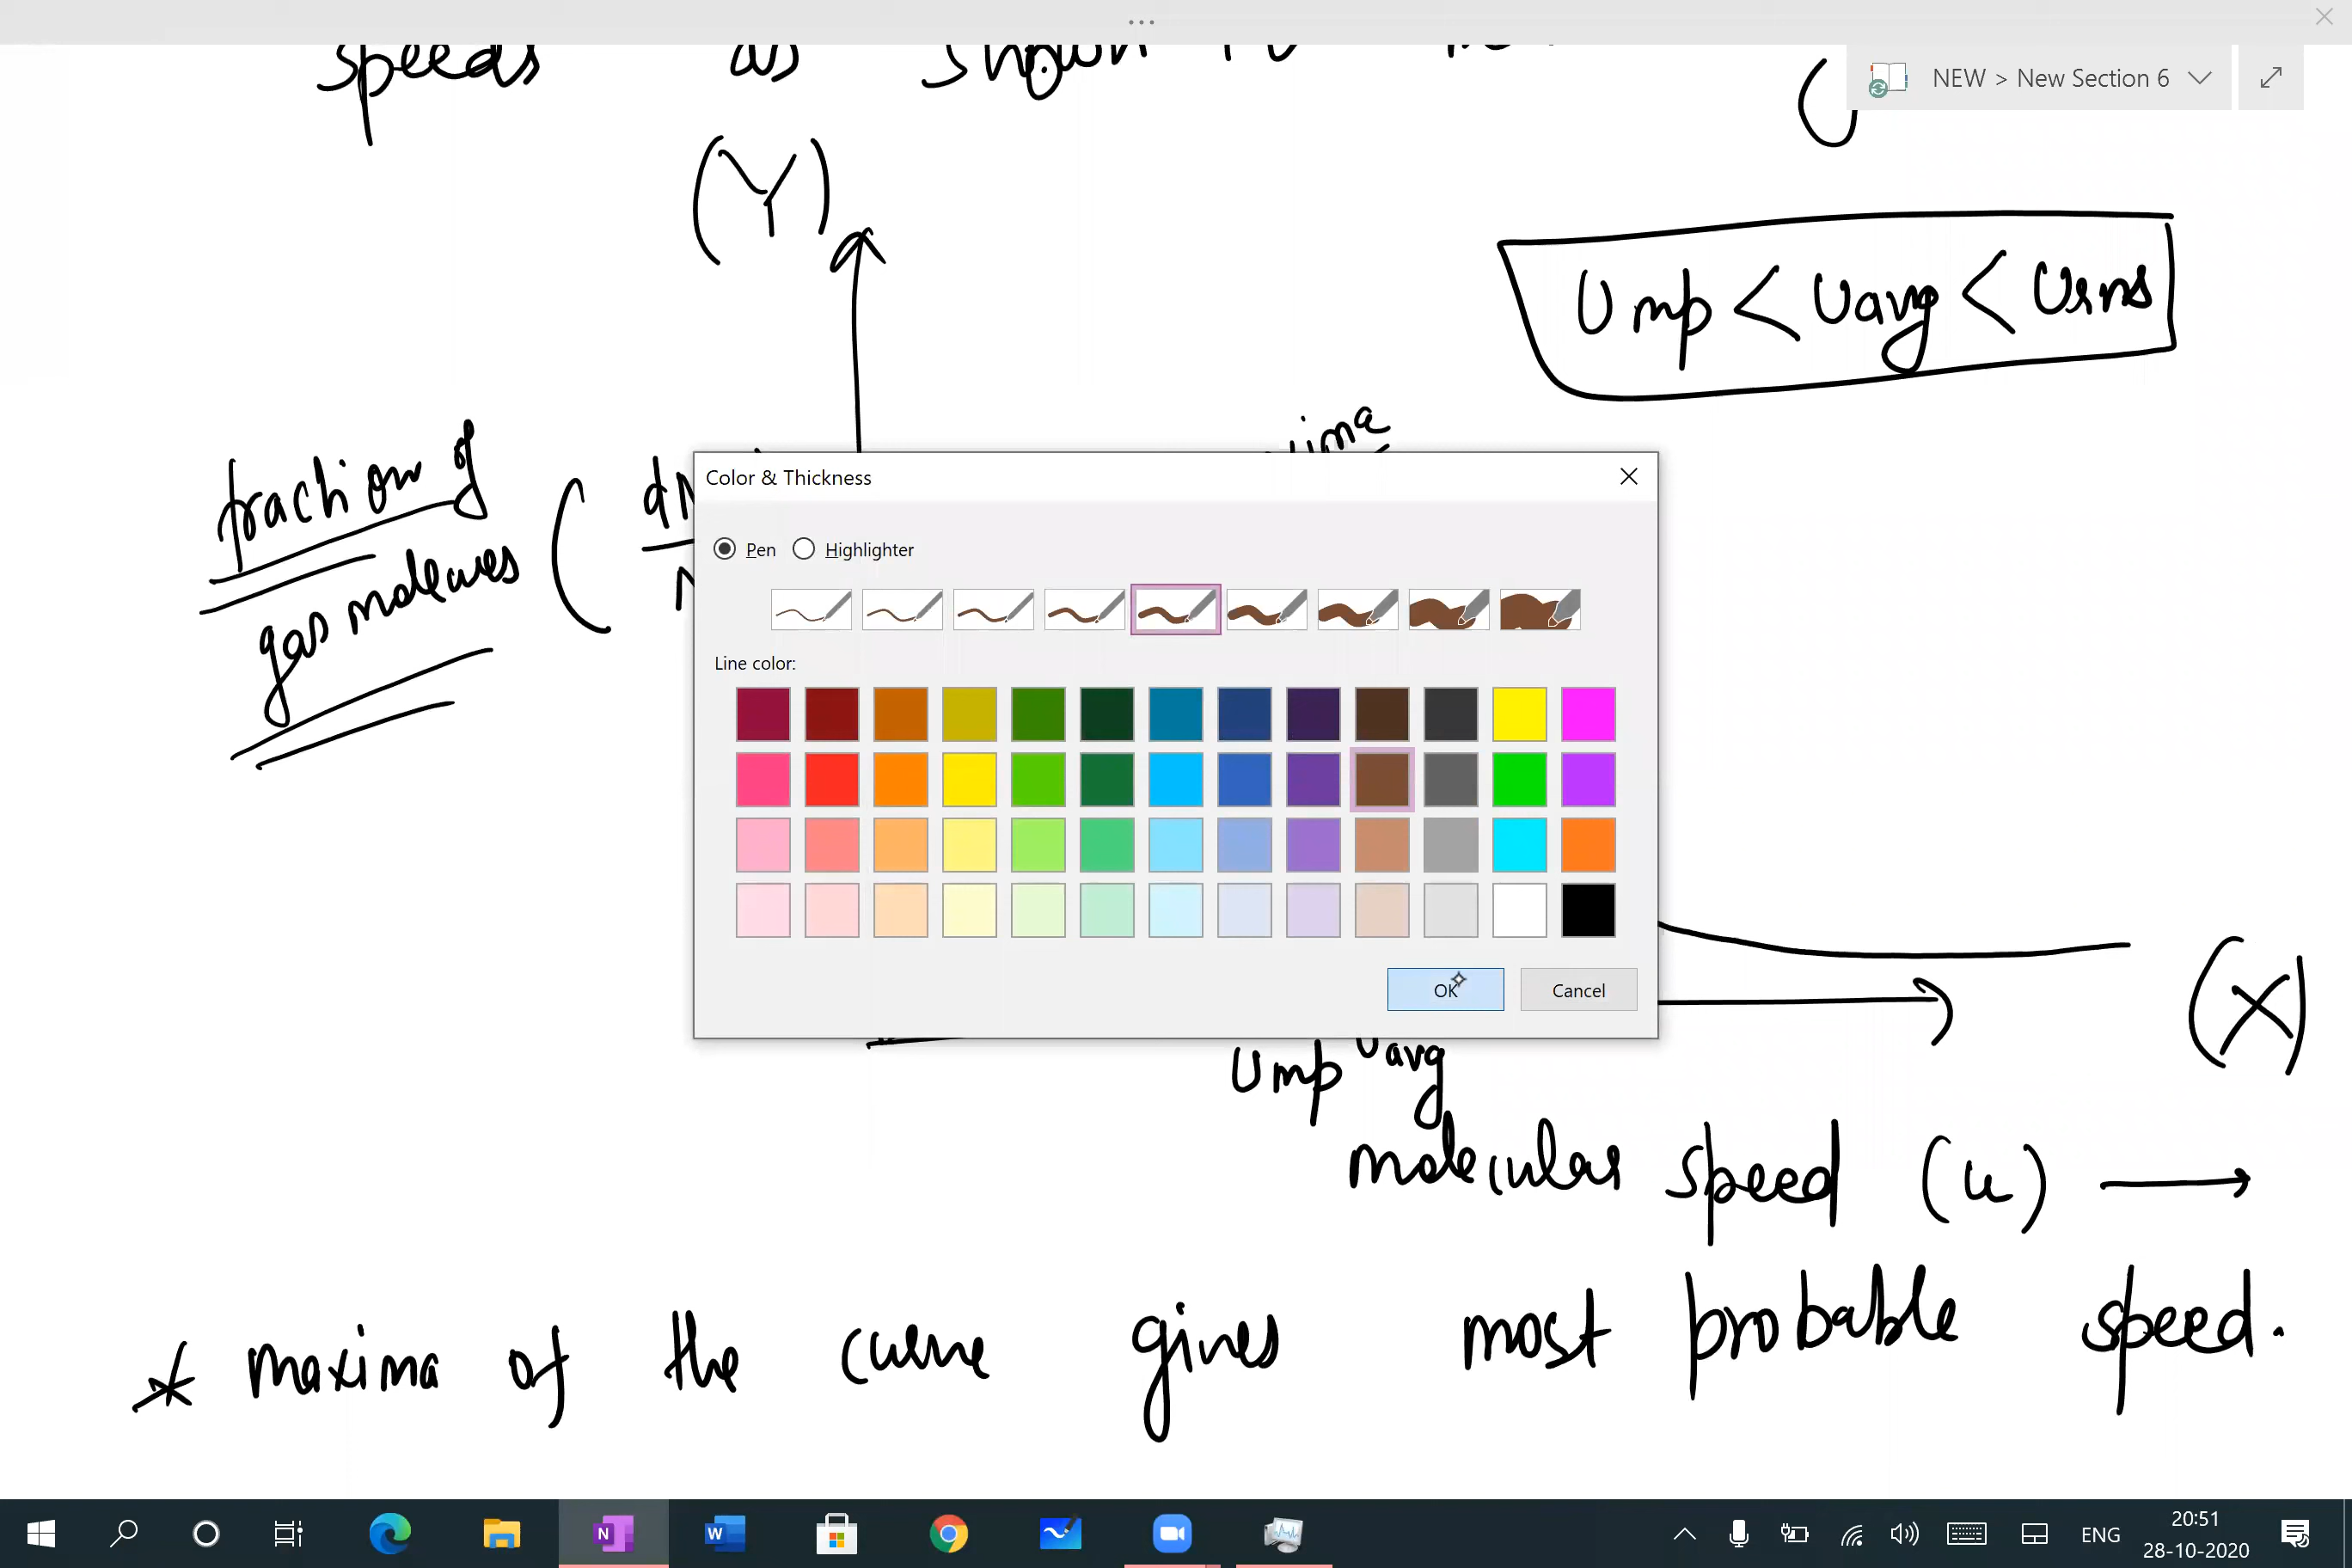 speeds as shown
NEW > New Section 6
(Y)
Ump < Uavg < Urms
fraction of
gas molecules
Color & Thickness
Pen Highlighter
Line color:
OK Cancel
(X)
Ump Uavg
molecular speed (u) →
* maxima of the curve gives most probable speed.
ENG
20:51
28-10-2020